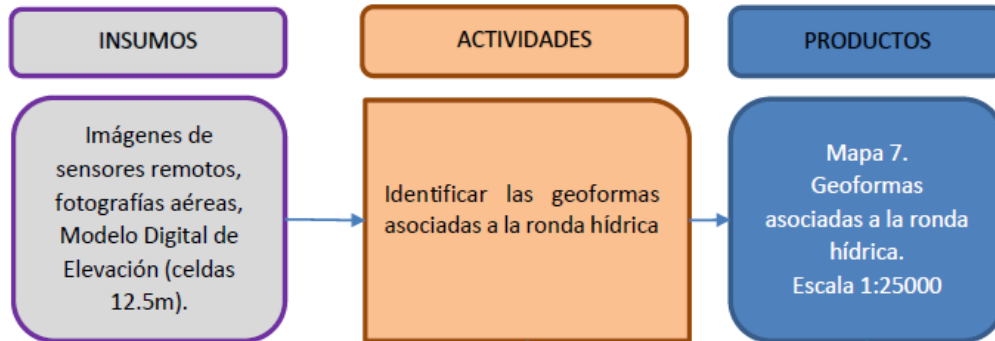 INSUMOS
ACTIVIDADES
PRODUCTOS
Imágenes de
sensores remotos,
fotografías aéreas,
Modelo Digital de
Elevación (celdas
12.5m).
Identificar las geoformas
asociadas a la ronda hídrica
Mapa 7.
Geoformas
asociadas a la ronda
hídrica.
Escala 1:25000